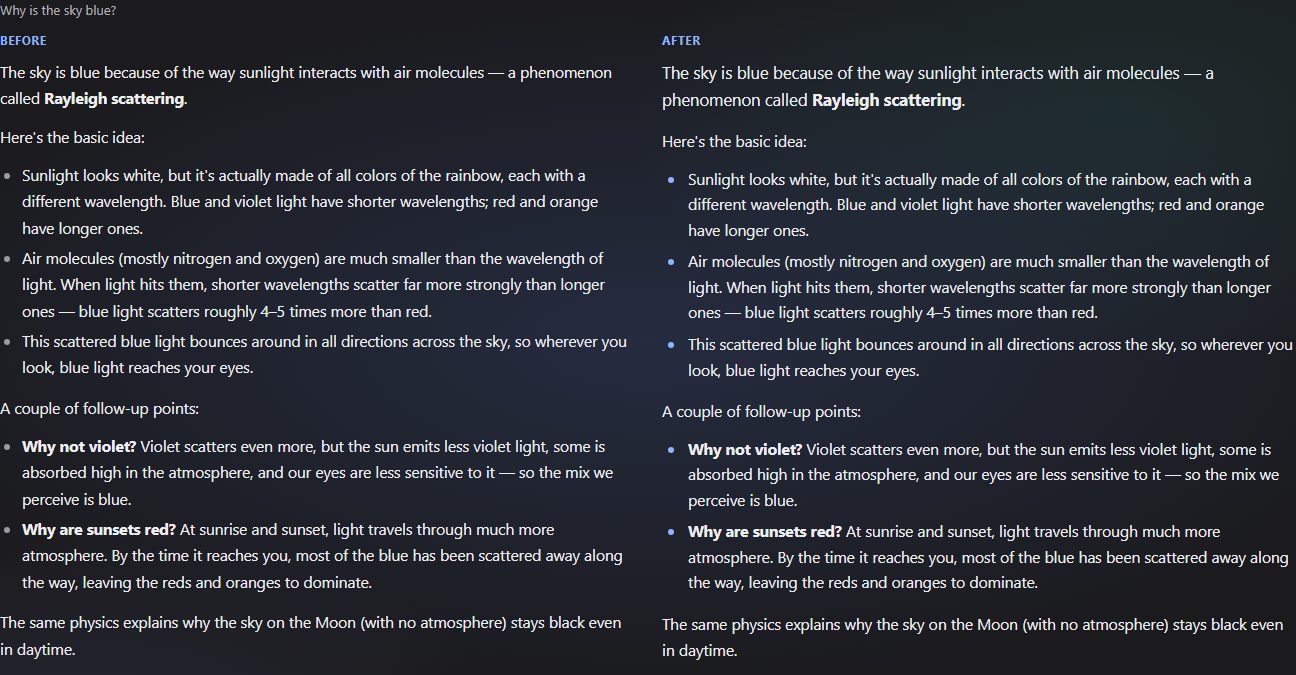 Why is the sky blue?
BEFORE
The sky is blue because of the way sunlight interacts with air molecules — a phenomenon
called Rayleigh scattering.
Here's the basic idea:
Sunlight looks white, but it's actually made of all colors of the rainbow, each with a
different wavelength. Blue and violet light have shorter wavelengths; red and orange
have longer ones.
Air molecules (mostly nitrogen and oxygen) are much smaller than the wavelength of
light. When light hits them, shorter wavelengths scatter far more strongly than longer
ones — blue light scatters roughly 4–5 times more than red.
This scattered blue light bounces around in all directions across the sky, so wherever you
look, blue light reaches your eyes.
A couple of follow-up points:
Why not violet? Violet scatters even more, but the sun emits less violet light, some is
absorbed high in the atmosphere, and our eyes are less sensitive to it — so the mix we
perceive is blue.
Why are sunsets red? At sunrise and sunset, light travels through much more
atmosphere. By the time it reaches you, most of the blue has been scattered away along
the way, leaving the reds and oranges to dominate.
The same physics explains why the sky on the Moon (with no atmosphere) stays black even
in daytime.
AFTER
The sky is blue because of the way sunlight interacts with air molecules — a
phenomenon called Rayleigh scattering.
Here's the basic idea:
Sunlight looks white, but it's actually made of all colors of the rainbow, each with a
different wavelength. Blue and violet light have shorter wavelengths; red and orange
have longer ones.
Air molecules (mostly nitrogen and oxygen) are much smaller than the wavelength of
light. When light hits them, shorter wavelengths scatter far more strongly than longer
ones — blue light scatters roughly 4–5 times more than red.
This scattered blue light bounces around in all directions across the sky, so wherever you
look, blue light reaches your eyes.
A couple of follow-up points:
Why not violet? Violet scatters even more, but the sun emits less violet light, some is
absorbed high in the atmosphere, and our eyes are less sensitive to it — so the mix we
perceive is blue.
Why are sunsets red? At sunrise and sunset, light travels through much more
atmosphere. By the time it reaches you, most of the blue has been scattered away along
the way, leaving the reds and oranges to dominate.
The same physics explains why the sky on the Moon (with no atmosphere) stays black even
in daytime.